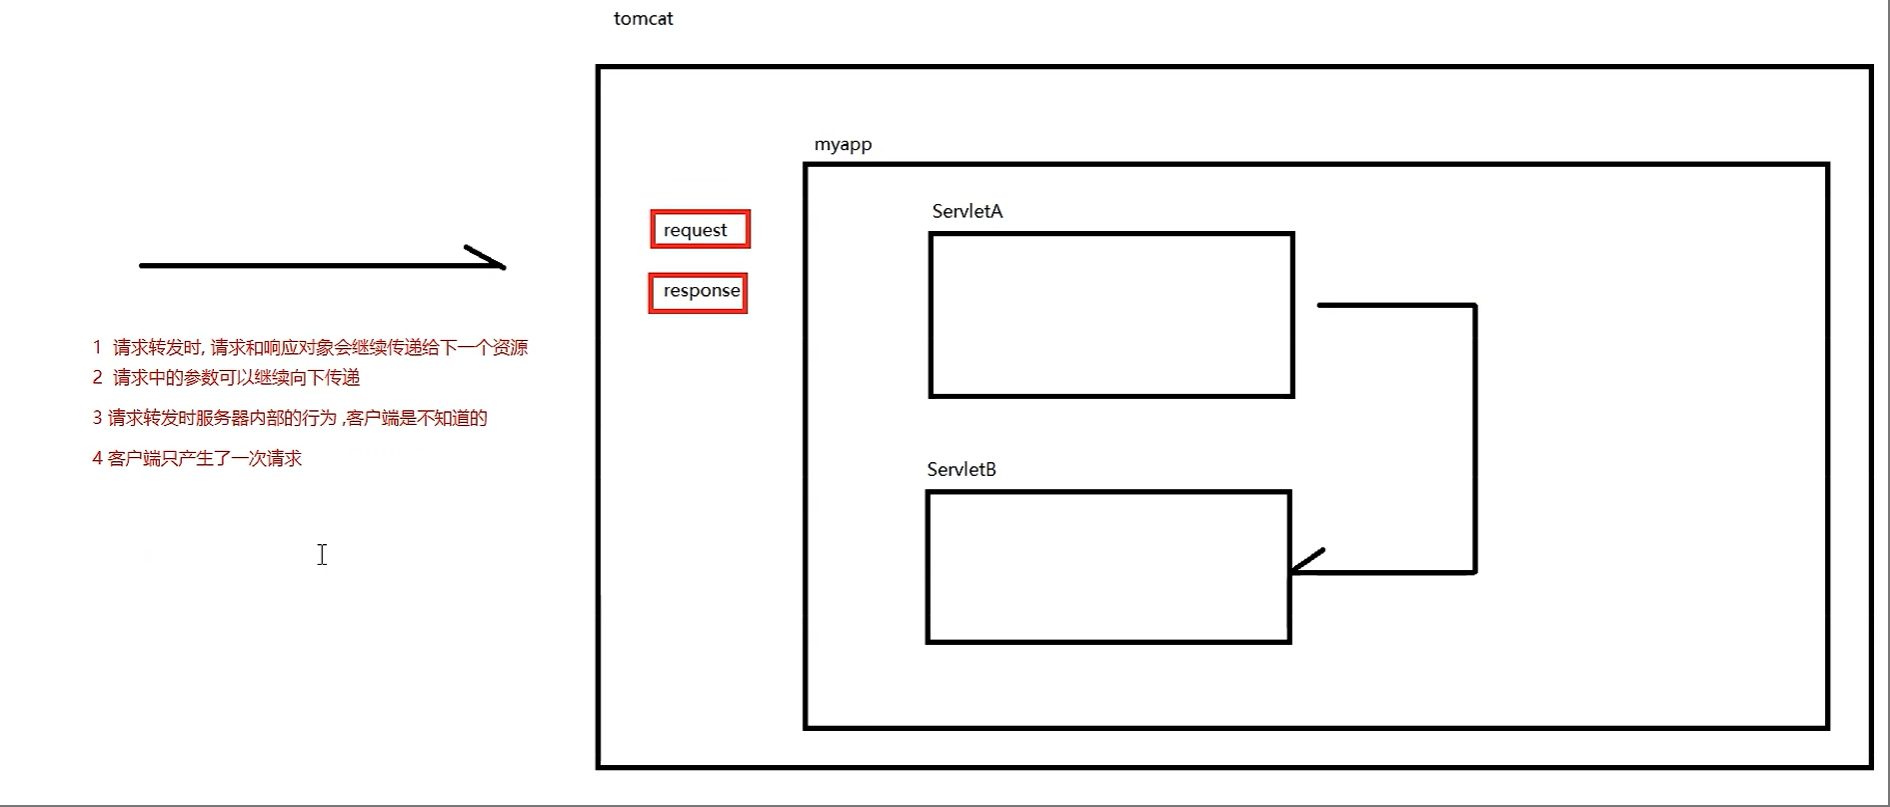 tomcat
myapp
ServletA
request
response
1 请求转发时, 请求和响应对象会继续传递给下一个资源
2 请求中的参数可以继续向下传递
3 请求转发时服务器内部的行为 ,客户端是不知道的
4 客户端只产生了一次请求
ServletB